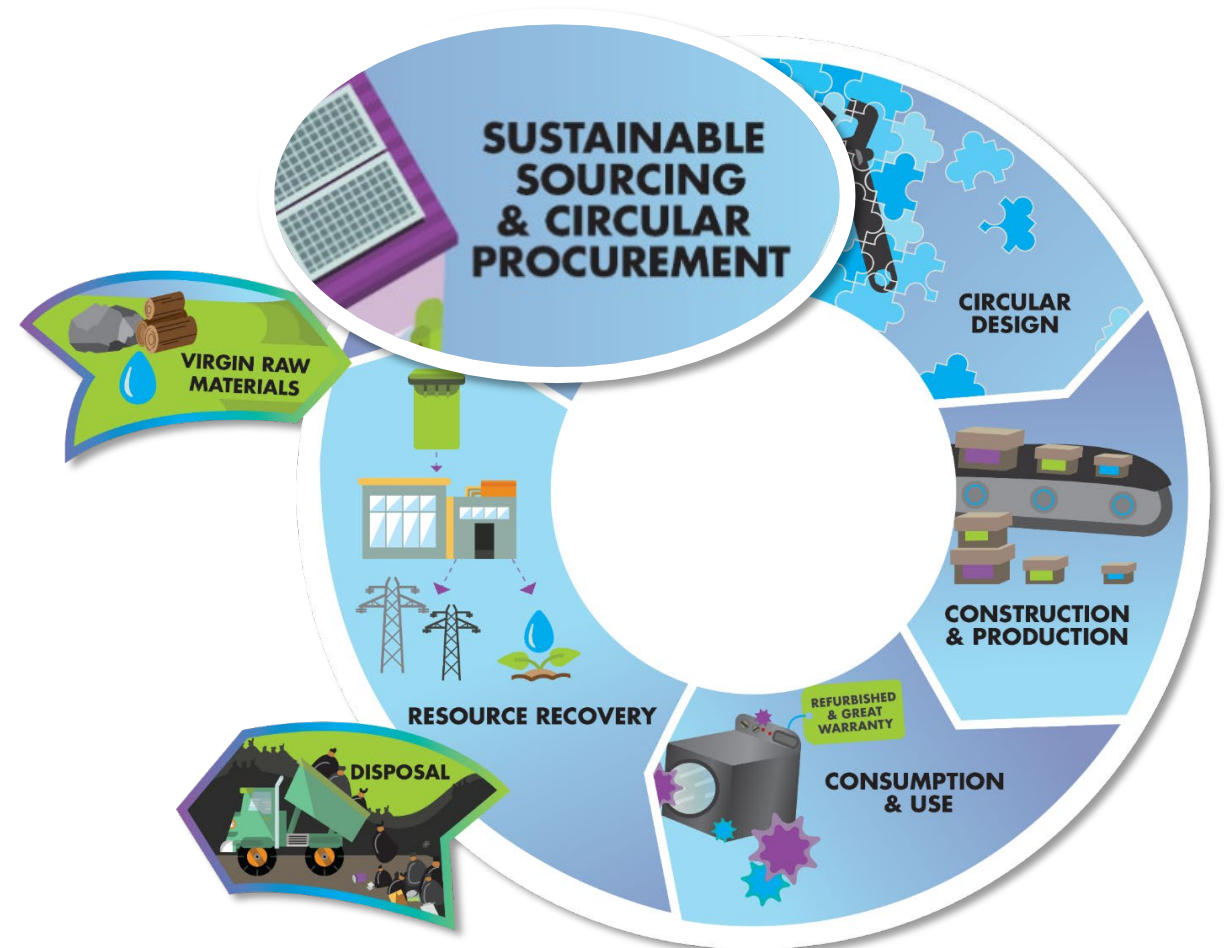 SUSTAINABLE
SOURCING
& CIRCULAR
PROCUREMENT
CIRCULAR
DESIGN
VIRGIN RAW
MATERIALS
CONSTRUCTION
& PRODUCTION
REFURBISHED
& GREAT
WARRANTY
RESOURCE RECOVERY
CONSUMPTION
& USE
DISPOSAL